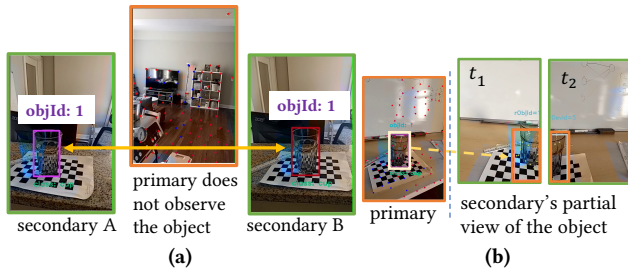 objId: 1
secondary A
primary does
not observe
the object
objId: 1
secondary B
primary
t1
t2
secondary's partial
view of the object
(a)
(b)